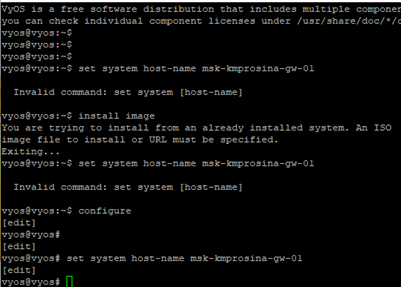 VyOS is a free software distribution that includes multiple
you can check individual component licenses under /usr/share/doc/*/
vyos@vyos:~$
vyos@vyos:~$
vyos@vyos:~$
vyos@vyos:~$ set system host-name msk-kmprosina-gw-01
Invalid command: set system [host-name]
vyos@vyos:~$ install image
You are trying to install from an already installed system. An ISO
image file to install or URL must be specified.
Exiting...
vyos@vyos:~$ set system host-name msk-kmprosina-gw-01
Invalid command: set system [host-name]
vyos@vyos:~$ configure
[edit]
vyos@vyos#
[edit]
vyos@vyos# set system host-name msk-kmprosina-gw-01
[edit]
vyos@vyos#